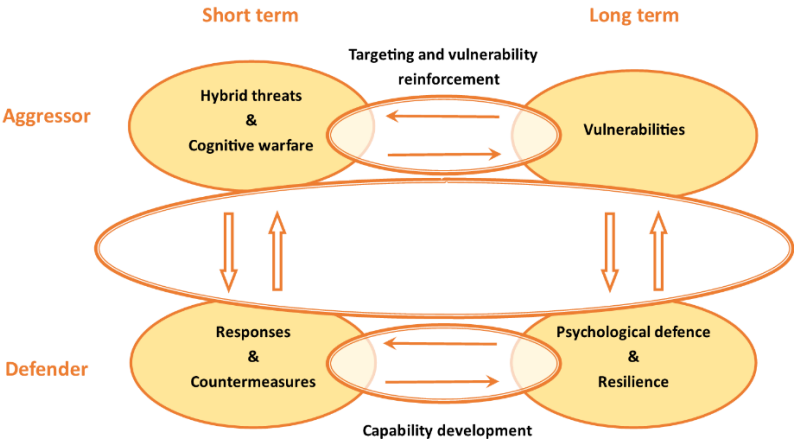 Short term
Long term
Targeting and vulnerability
reinforcement
Aggressor
Hybrid threats
&
Cognitive warfare
Vulnerabilities
Defender
Responses
&
Countermeasures
Psychological defence
&
Resilience
Capability development